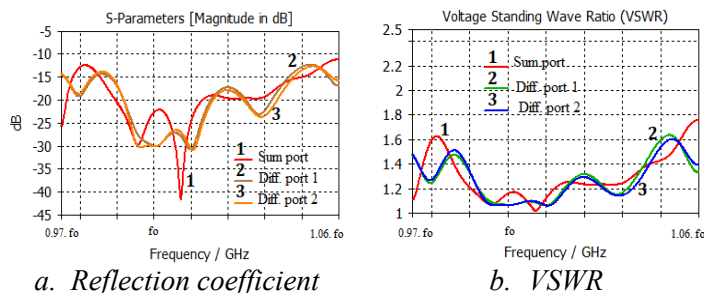 S-Parameters [Magnitude in dB]
-5
-10
-15
-20
-25
-30
-35
-40
-45
dB
2
3
1
1 Sum port
2 Diff. port 1
3 Diff. port 2
0.97. fo
fo
1.06. fo
Frequency / GHz
a. Reflection coefficient
Voltage Standing Wave Ratio (VSWR)
2.5
2.2
2
1.8
1.6
1.4
1.2
1
1 Sum port
2 Diff. port 1
3 Diff. port 2
1
2
3
0.97. fo
fo
1.06. fo
Frequency / GHz
b. VSWR